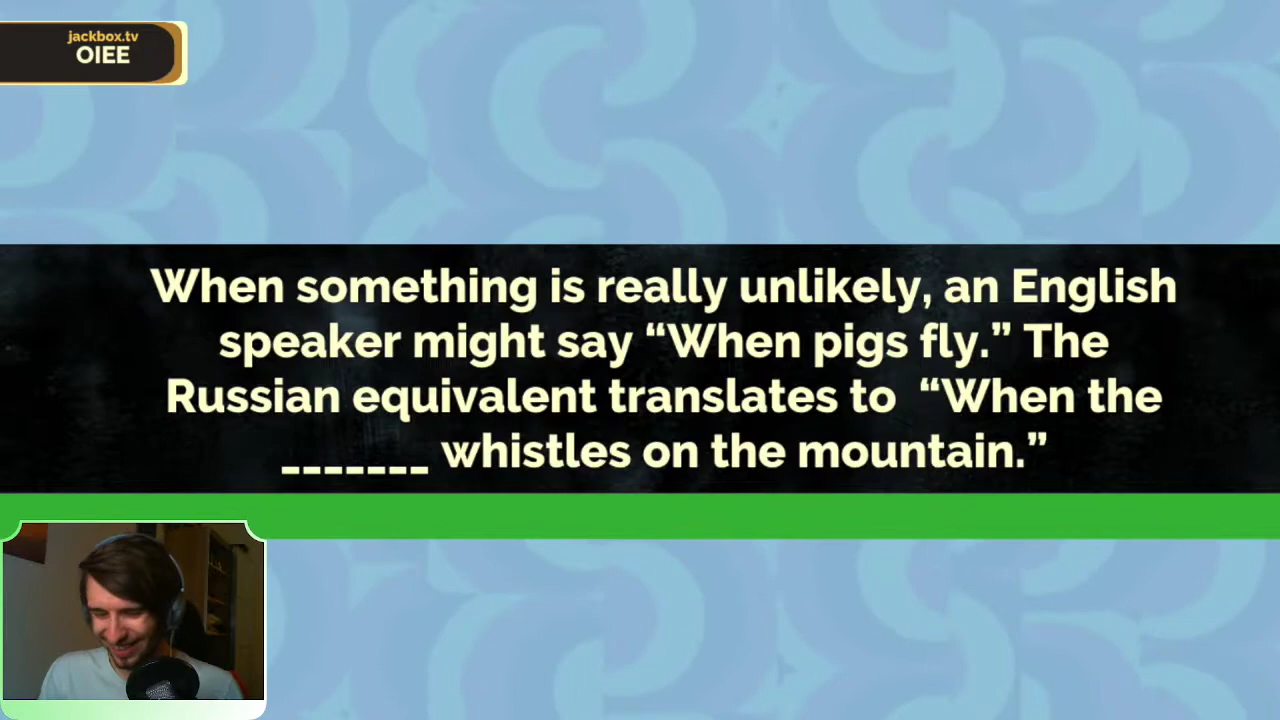 jackbox.tv
OIEE
When something is really unlikely, an English
speaker might say “When pigs fly.” The
Russian equivalent translates to “When the
_______ whistles on the mountain.”